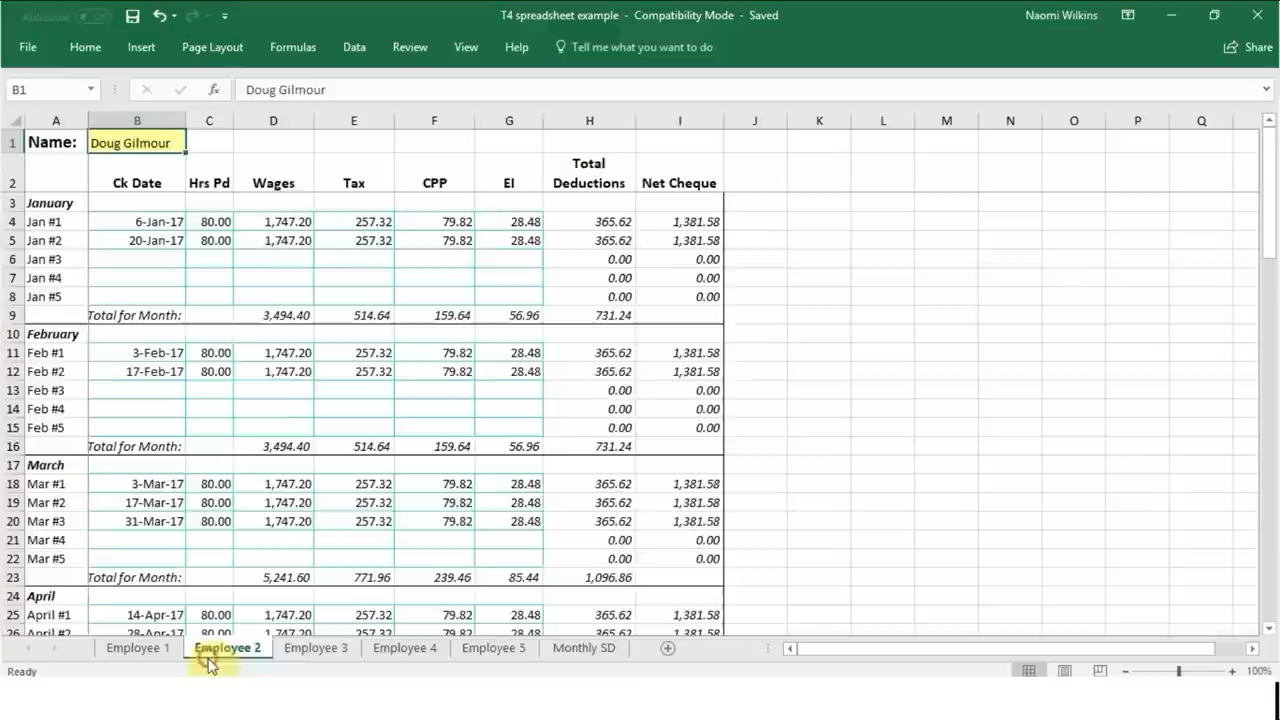 AutoSave Off T4 spreadsheet example - Compatibility Mode - Saved Naomi Wilkins
File Home Insert Page Layout Formulas Data Review View Help Tell me what you want to do Share
B1 fx Doug Gilmour
A B C D E F G H I J K L M N O P Q
1 Name: Doug Gilmour
Total
2 Ck Date Hrs Pd Wages Tax CPP EI Deductions Net Cheque
3 January
4 Jan #1 6-Jan-17 80.00 1,747.20 257.32 79.82 28.48 365.62 1,381.58
5 Jan #2 20-Jan-17 80.00 1,747.20 257.32 79.82 28.48 365.62 1,381.58
6 Jan #3 0.00 0.00
7 Jan #4 0.00 0.00
8 Jan #5 0.00 0.00
9 Total for Month: 3,494.40 514.64 159.64 56.96 731.24
10 February
11 Feb #1 3-Feb-17 80.00 1,747.20 257.32 79.82 28.48 365.62 1,381.58
12 Feb #2 17-Feb-17 80.00 1,747.20 257.32 79.82 28.48 365.62 1,381.58
13 Feb #3 0.00 0.00
14 Feb #4 0.00 0.00
15 Feb #5 0.00 0.00
16 Total for Month: 3,494.40 514.64 159.64 56.96 731.24
17 March
18 Mar #1 3-Mar-17 80.00 1,747.20 257.32 79.82 28.48 365.62 1,381.58
19 Mar #2 17-Mar-17 80.00 1,747.20 257.32 79.82 28.48 365.62 1,381.58
20 Mar #3 31-Mar-17 80.00 1,747.20 257.32 79.82 28.48 365.62 1,381.58
21 Mar #4 0.00 0.00
22 Mar #5 0.00 0.00
23 Total for Month: 5,241.60 771.96 239.46 85.44 1,096.86
24 April
25 April #1 14-Apr-17 80.00 1,747.20 257.32 79.82 28.48 365.62 1,381.58
26 April #2 28-Apr-17 80.00 1,747.20 257.32 79.82 28.48 365.62 1,381.58
Employee 1 Employee 2 Employee 3 Employee 4 Employee 5 Monthly SD
Ready 100%